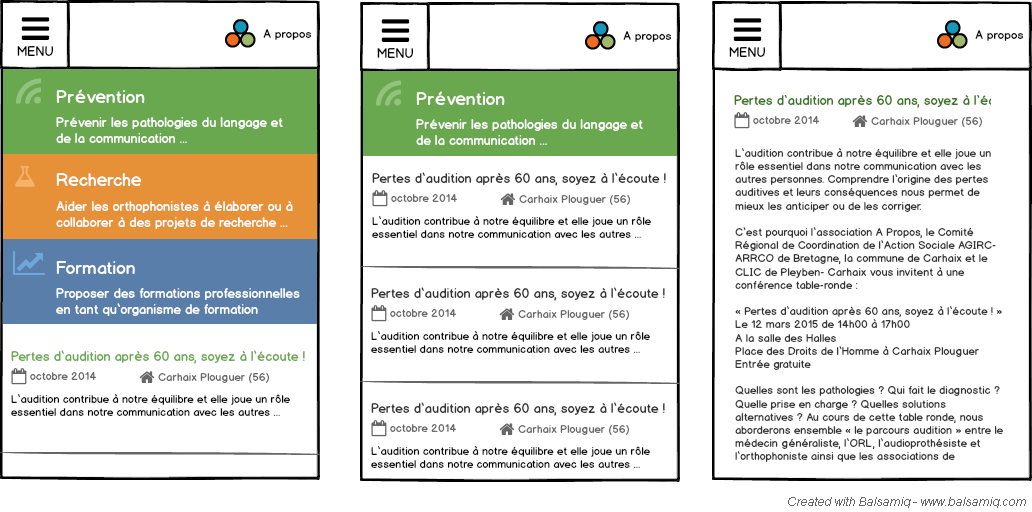 MENU
A propos
Prévention
Prévenir les pathologies du langage et
de la communication ...
Recherche
Aider les orthophonistes à élaborer ou à
collaborer à des projets de recherche ...
Formation
Proposer des formations professionnelles
en tant qu'organisme de formation
Pertes d'audition après 60 ans, soyez à l'écoute !
octobre 2014
Carhaix Plouguer (56)
L'audition contribue à notre équilibre et elle joue un rôle
essentiel dans notre communication avec les autres ...
MENU
A propos
Prévention
Prévenir les pathologies du langage et
de la communication ...
Pertes d'audition après 60 ans, soyez à l'écoute !
octobre 2014
Carhaix Plouguer (56)
L'audition contribue à notre équilibre et elle joue un rôle
essentiel dans notre communication avec les autres ...
Pertes d'audition après 60 ans, soyez à l'écoute !
octobre 2014
Carhaix Plouguer (56)
L'audition contribue à notre équilibre et elle joue un rôle
essentiel dans notre communication avec les autres ...
Pertes d'audition après 60 ans, soyez à l'écoute !
octobre 2014
Carhaix Plouguer (56)
L'audition contribue à notre équilibre et elle joue un rôle
essentiel dans notre communication avec les autres ...
MENU
A propos
Pertes d'audition après 60 ans, soyez à l'éc
octobre 2014
Carhaix Plouguer (56)
L'audition contribue à notre équilibre et elle joue un
rôle essentiel dans notre communication avec les
autres personnes. Comprendre l'origine des pertes
auditives et leurs conséquences nous permet de
mieux les anticiper ou de les corriger.
C'est pourquoi l'association A Propos, le Comité
Régional de Coordination de l'Action Sociale AGIRC-
ARRCO de Bretagne, la commune de Carhaix et le
CLIC de Pleyben- Carhaix vous invitent à une
conférence table-ronde :
« Pertes d'audition après 60 ans, soyez à l'écoute ! »
Le 12 mars 2015 de 14h00 à 17h00
A la salle des Halles
Place des Droits de l'Homme à Carhaix Plouguer
Entrée gratuite
Quelles sont les pathologies ? Qui fait le diagnostic ?
Quelle prise en charge ? Quelles solutions
alternatives ? Au cours de cette table ronde, nous
aborderons ensemble « le parcours audition » entre le
médecin généraliste, l'ORL, l'audioprothésiste et
l'orthophoniste ainsi que les associations de
Created with Balsamiq - www.balsamiq.com